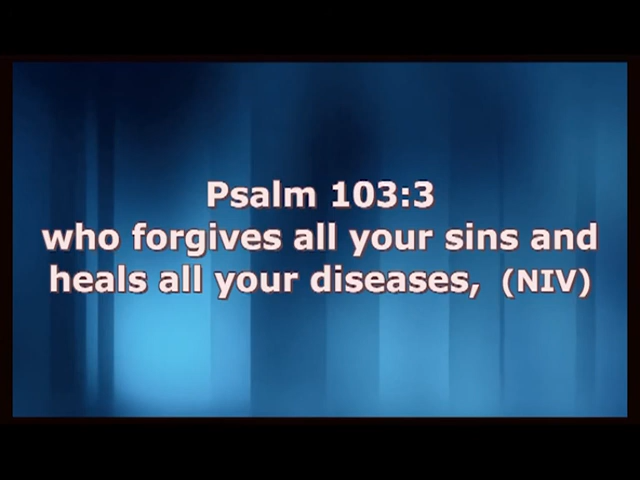 Psalm 103:3
who forgives all your sins and
heals all your diseases, (NIV)